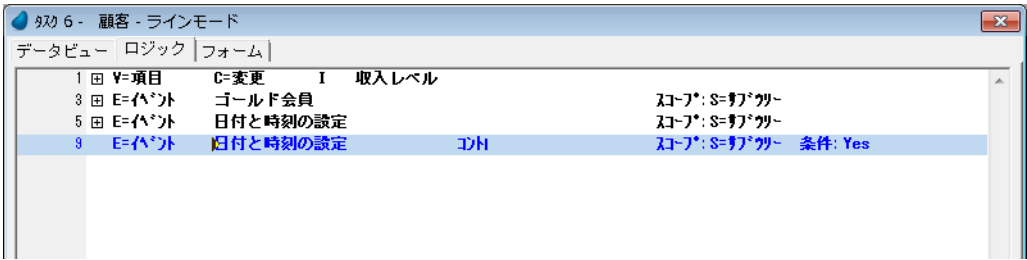 ﾀｽｸ 6 - 顧客 - ラインモード
データビュー ロジック フォーム
1 V=項目 C=変更 I 収入レベル
3 E=ｲﾍﾞﾝﾄ ゴールド会員 ｽｺｰﾌﾟ: S=ｻﾌﾞﾂﾘｰ
5 E=ｲﾍﾞﾝﾄ 日付と時刻の設定 ｽｺｰﾌﾟ: S=ｻﾌﾞﾂﾘｰ
9 E=ｲﾍﾞﾝﾄ 日付と時刻の設定 ｺﾝﾄﾛ ｽｺｰﾌﾟ: S=ｻﾌﾞﾂﾘｰ 条件: Yes